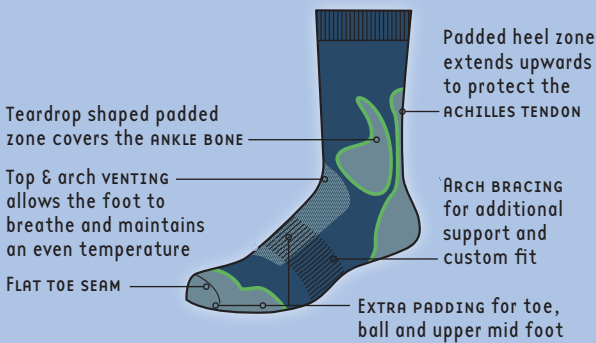 Teardrop shaped padded
zone covers the ANKLE BONE
Top & arch VENTING
allows the foot to
breathe and maintains
an even temperature
FLAT TOE SEAM
Padded heel zone
extends upwards
to protect the
ACHILLES TENDON
ARCH BRACING
for additional
support and
custom fit
EXTRA PADDING for toe,
ball and upper mid foot